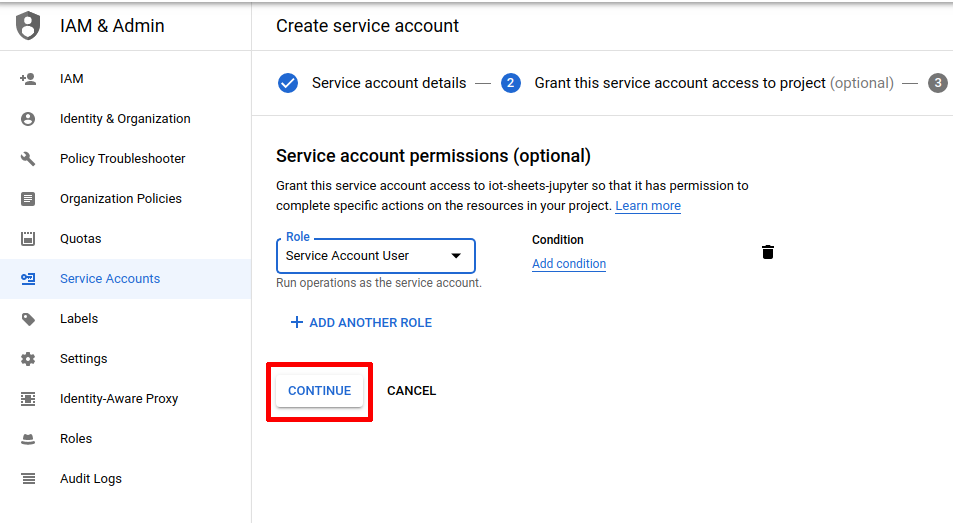 IAM & Admin
Create service account
IAM
Identity & Organization
Policy Troubleshooter
Organization Policies
Quotas
Service Accounts
Labels
Settings
Identity-Aware Proxy
Roles
Audit Logs
Service account details — 2 Grant this service account access to project (optional) — 3
Service account permissions (optional)
Grant this service account access to iot-sheets-jupyter so that it has permission to
complete specific actions on the resources in your project. Learn more
Role
Service Account User
Run operations as the service account.
Condition
Add condition
+ ADD ANOTHER ROLE
CONTINUE
CANCEL